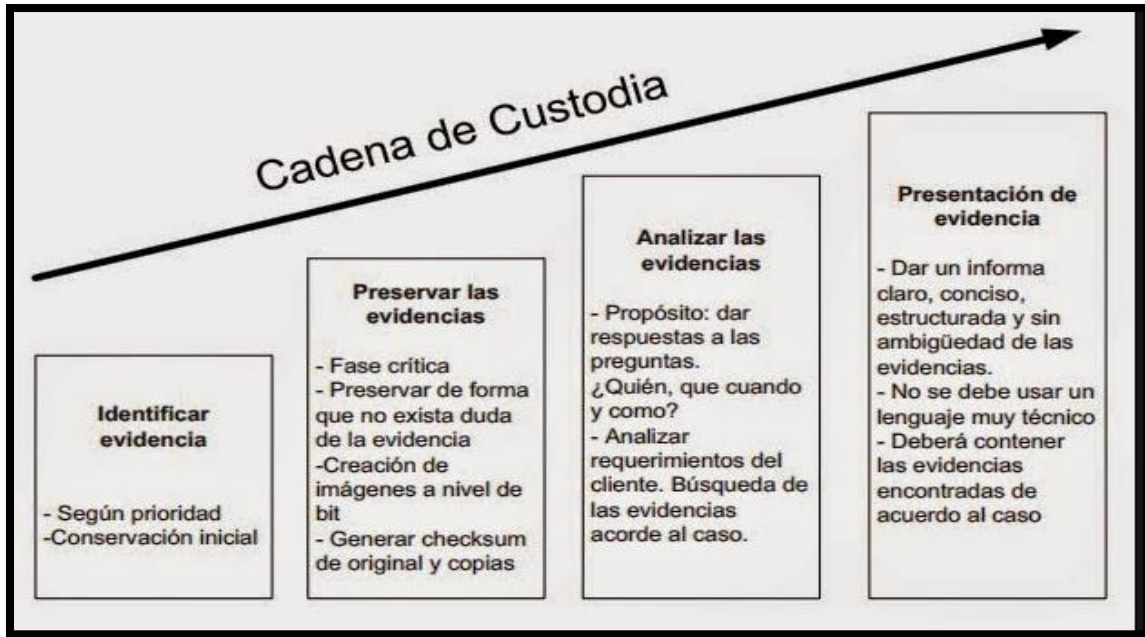 Cadena de Custodia
Identificar
evidencia
- Según prioridad
-Conservación inicial
Preservar las
evidencias
- Fase crítica
- Preservar de forma
que no exista duda
de la evidencia
-Creación de
imágenes a nivel de
bit
- Generar checksum
de original y copias
Analizar las
evidencias
- Propósito: dar
respuestas a las
preguntas.
¿Quién, que cuando
y como?
- Analizar
requerimientos del
cliente. Búsqueda de
las evidencias
acorde al caso.
Presentación de
evidencia
- Dar un informa
claro, conciso,
estructurada y sin
ambigüedad de las
evidencias.
- No se debe usar un
lenguaje muy técnico
- Deberá contener
las evidencias
encontradas de
acuerdo al caso